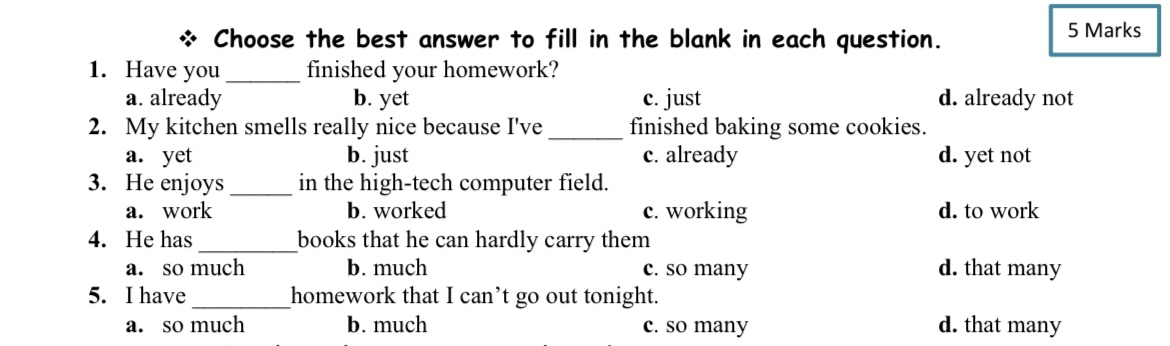 5 Marks
❖ Choose the best answer to fill in the blank in each question.
1. Have you ______ finished your homework?
a. already b. yet c. just d. already not
2. My kitchen smells really nice because I've ______ finished baking some cookies.
a. yet b. just c. already d. yet not
3. He enjoys _____ in the high-tech computer field.
a. work b. worked c. working d. to work
4. He has ________books that he can hardly carry them
a. so much b. much c. so many d. that many
5. I have ________homework that I can’t go out tonight.
a. so much b. much c. so many d. that many